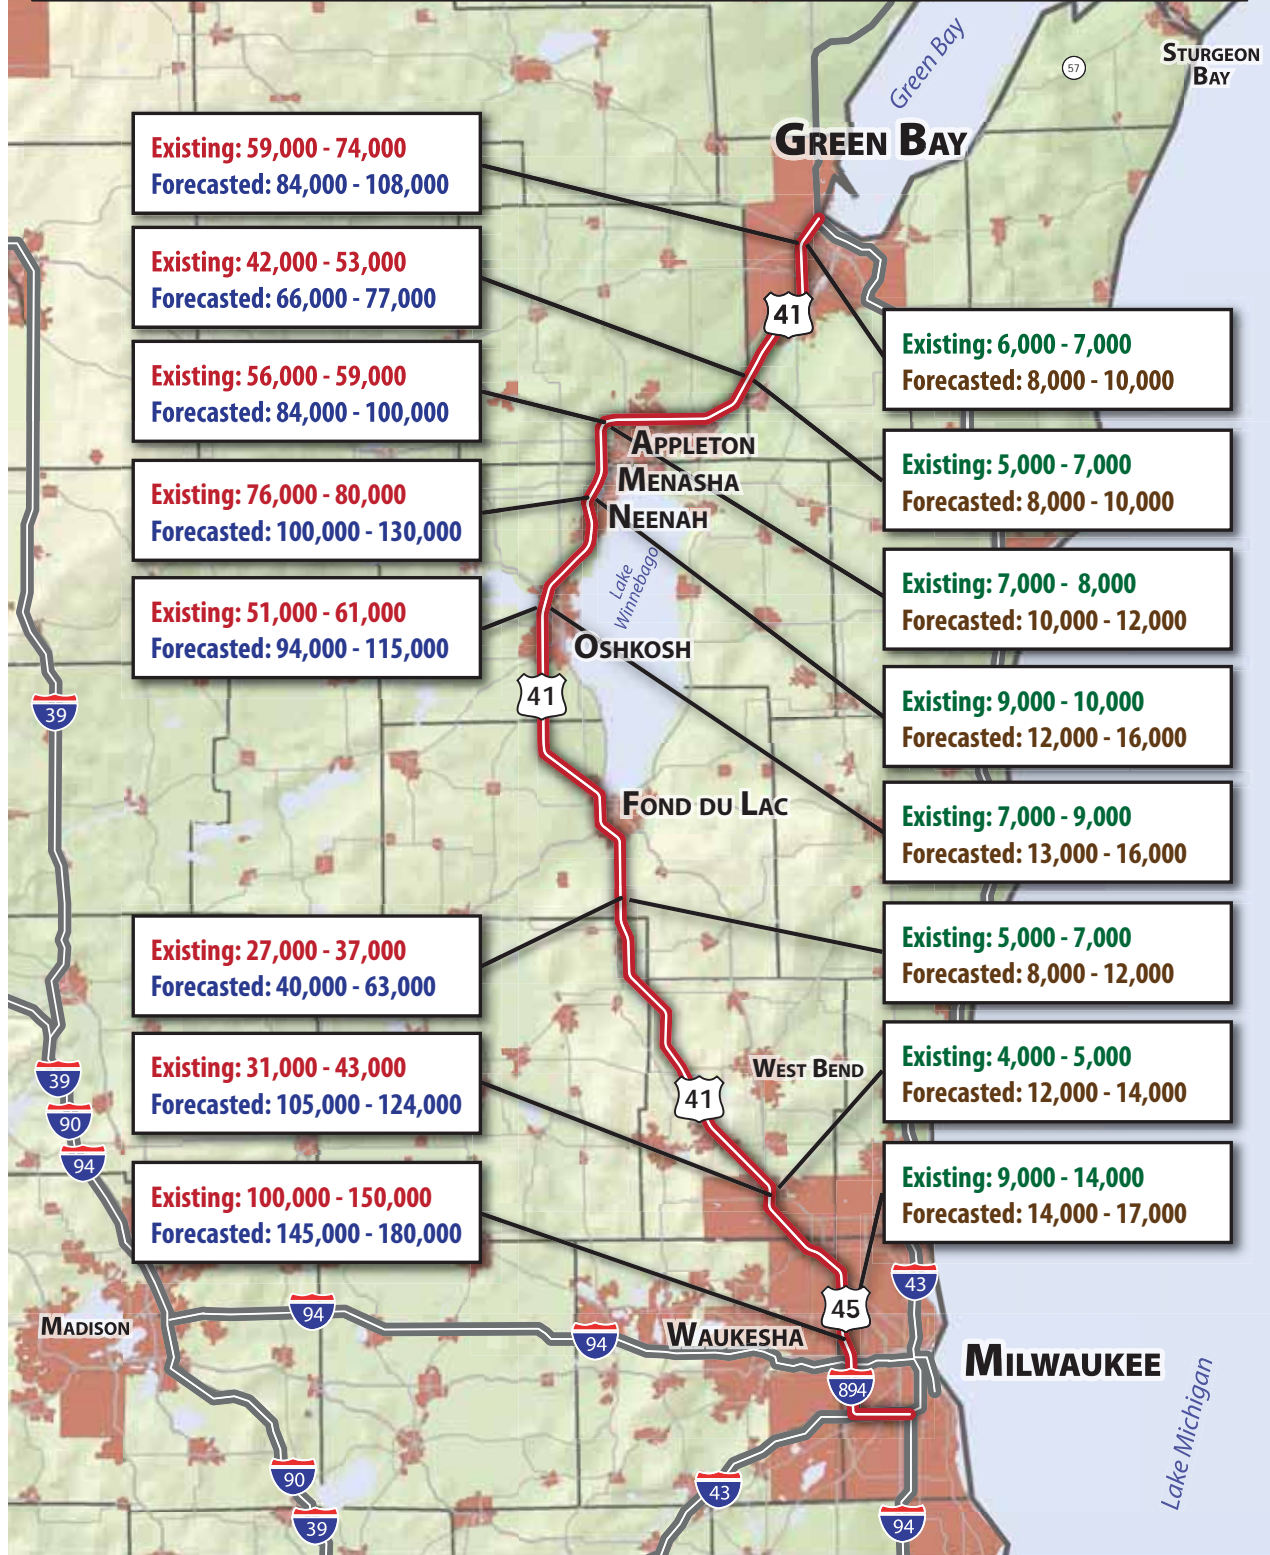 Green Bay
57
STURGEON
BAY
GREEN BAY
Existing: 59,000 - 74,000
Forecasted: 84,000 - 108,000
Existing: 42,000 - 53,000
Forecasted: 66,000 - 77,000
41
Existing: 6,000 - 7,000
Forecasted: 8,000 - 10,000
Existing: 56,000 - 59,000
Forecasted: 84,000 - 100,000
APPLETON
MENASHA
NEENAH
Existing: 5,000 - 7,000
Forecasted: 8,000 - 10,000
Existing: 76,000 - 80,000
Forecasted: 100,000 - 130,000
Lake
Winnebago
Existing: 7,000 -  8,000
Forecasted: 10,000 - 12,000
Existing: 51,000 - 61,000
Forecasted: 94,000 - 115,000
OSHKOSH
39
41
Existing: 9,000 - 10,000
Forecasted: 12,000 - 16,000
FOND DU LAC
Existing: 7,000 - 9,000
Forecasted: 13,000 - 16,000
Existing: 27,000 - 37,000
Forecasted: 40,000 - 63,000
Existing: 5,000 - 7,000
Forecasted: 8,000 - 12,000
Existing: 31,000 - 43,000
Forecasted: 105,000 - 124,000
39
90
94
41
WEST BEND
Existing: 4,000 - 5,000
Forecasted: 12,000 - 14,000
Existing: 100,000 - 150,000
Forecasted: 145,000 - 180,000
Existing: 9,000 - 14,000
Forecasted: 14,000 - 17,000
43
45
MADISON
94
94
WAUKESHA
MILWAUKEE
894
Lake Michigan
90
43
39
94